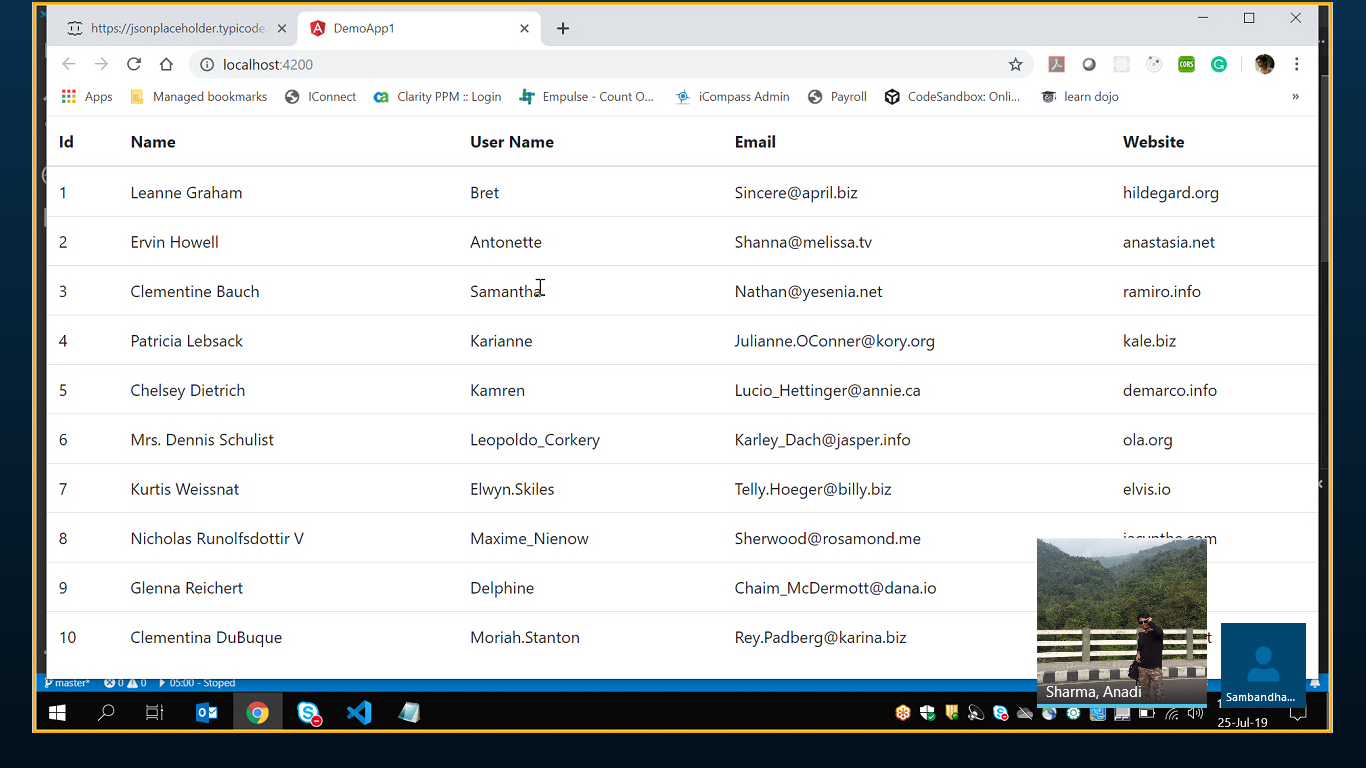 https://jsonplaceholder.typicode.
DemoApp1
localhost:4200
CORS
Apps
Managed bookmarks
IConnect
Clarity PPM :: Login
Empulse - Count O...
iCompass Admin
Payroll
CodeSandbox: Onli...
learn dojo
»
Id Name User Name Email Website
1 Leanne Graham Bret Sincere@april.biz hildegard.org
2 Ervin Howell Antonette Shanna@melissa.tv anastasia.net
3 Clementine Bauch Samantha Nathan@yesenia.net ramiro.info
4 Patricia Lebsack Karianne Julianne.OConner@kory.org kale.biz
5 Chelsey Dietrich Kamren Lucio_Hettinger@annie.ca demarco.info
6 Mrs. Dennis Schulist Leopoldo_Corkery Karley_Dach@jasper.info ola.org
7 Kurtis Weissnat Elwyn.Skiles Telly.Hoeger@billy.biz elvis.io
8 Nicholas Runolfsdottir V Maxime_Nienow Sherwood@rosamond.me
9 Glenna Reichert Delphine Chaim_McDermott@dana.io
10 Clementina DuBuque Moriah.Stanton Rey.Padberg@karina.biz
Sharma, Anadi
Sambandha...
master* 0 0 05:00 - Stoped
25-Jul-19